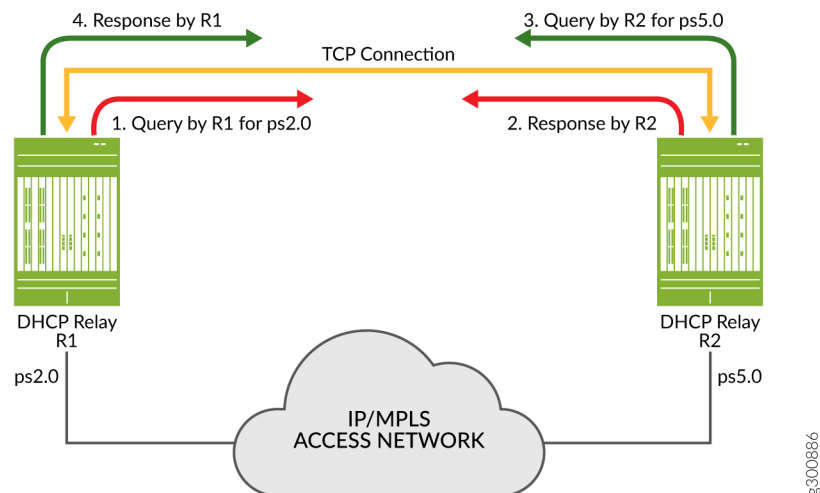 4. Response by R1
3. Query by R2 for ps5.0
TCP Connection
1. Query by R1 for ps2.0
2. Response by R2
DHCP Relay
R1
DHCP Relay
R2
ps2.0
ps5.0
IP/MPLS
ACCESS NETWORK
g300886